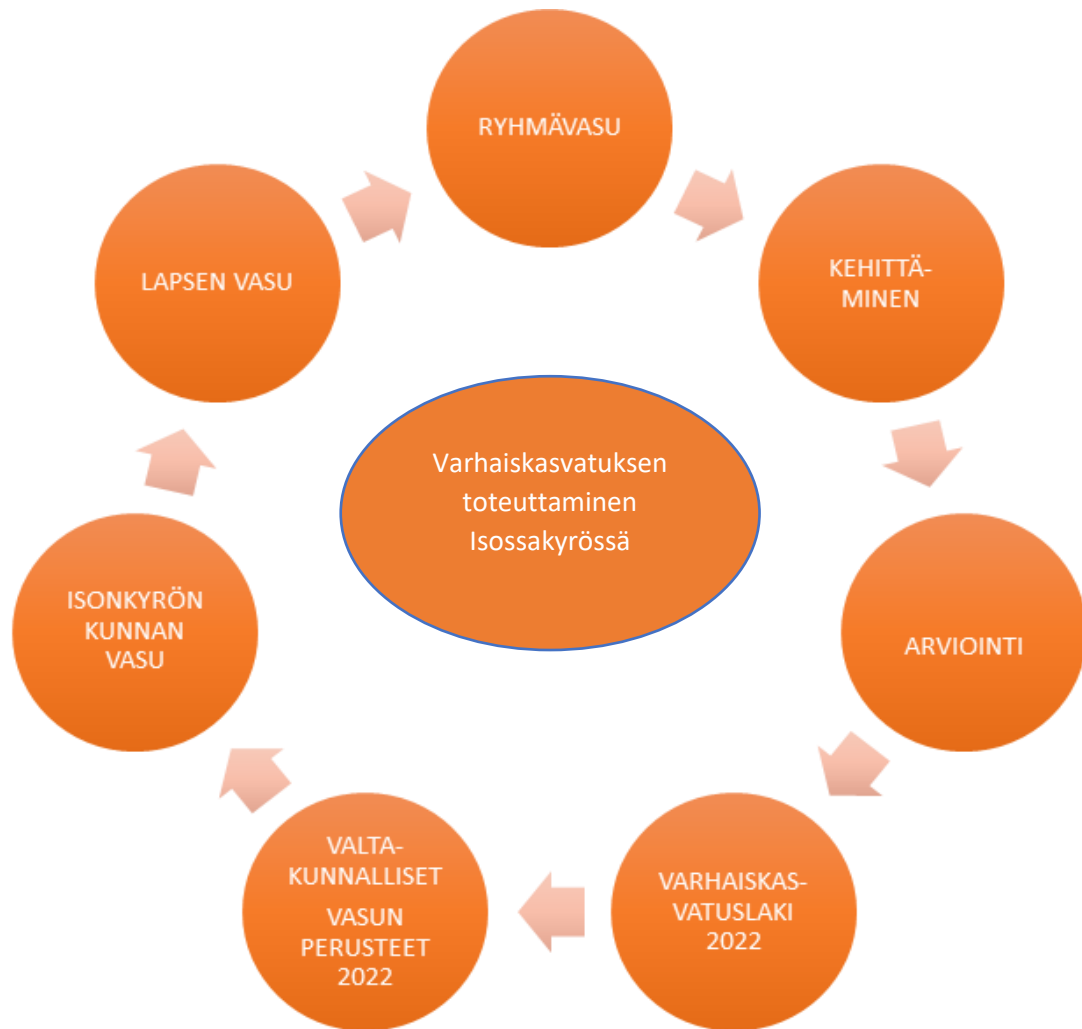 RYHMÄVASU
KEHITTÄ-
MINEN
ARVIOINTI
VARHAISKAS-
VATUSLAKI
2022
VALTA-
KUNNALLISET
VASUN
PERUSTEET
2022
ISONKYRÖN
KUNNAN
VASU
LAPSEN VASU
Varhaiskasvatuksen
toteuttaminen
Isossakyrössä